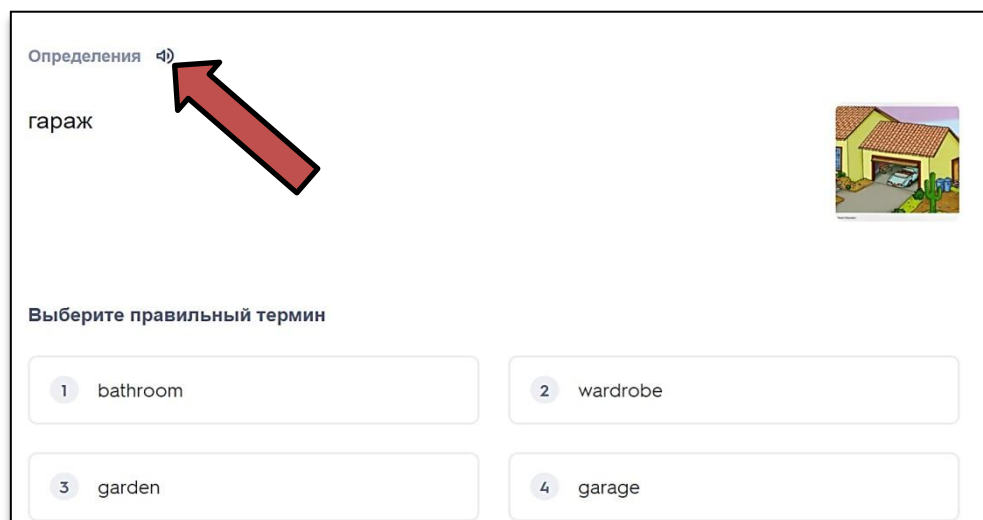 Определения
гараж
Выберите правильный термин
1 bathroom
2 wardrobe
3 garden
4 garage